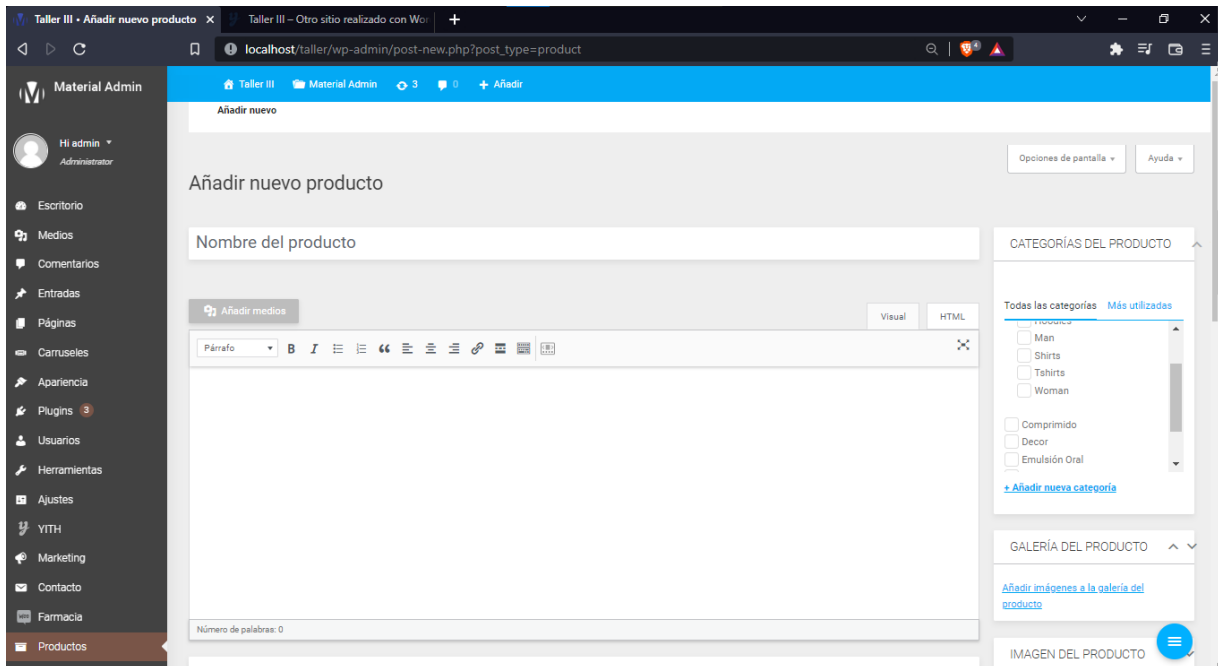 Taller III • Añadir nuevo producto
Taller III – Otro sitio realizado con Wor
localhost/taller/wp-admin/post-new.php?post_type=product
4
Material Admin
Taller III
Material Admin
3
0
+ Añadir
Añadir nuevo
Hi admin
Administrator
Opciones de pantalla
Ayuda
Añadir nuevo producto
Escritorio
Medios
Comentarios
Entradas
Páginas
Carruseles
Apariencia
Plugins 3
Usuarios
Herramientas
Ajustes
YITH
Marketing
Contacto
Farmacia
Productos
Nombre del producto
Añadir medios
Visual
HTML
Párrafo
B I
Número de palabras: 0
CATEGORÍAS DEL PRODUCTO
Todas las categorías
Más utilizadas
Hoodies
Man
Shirts
Tshirts
Woman
Comprimido
Decor
Emulsión Oral
+ Añadir nueva categoría
GALERÍA DEL PRODUCTO
Añadir imágenes a la galería del
producto
IMAGEN DEL PRODUCTO